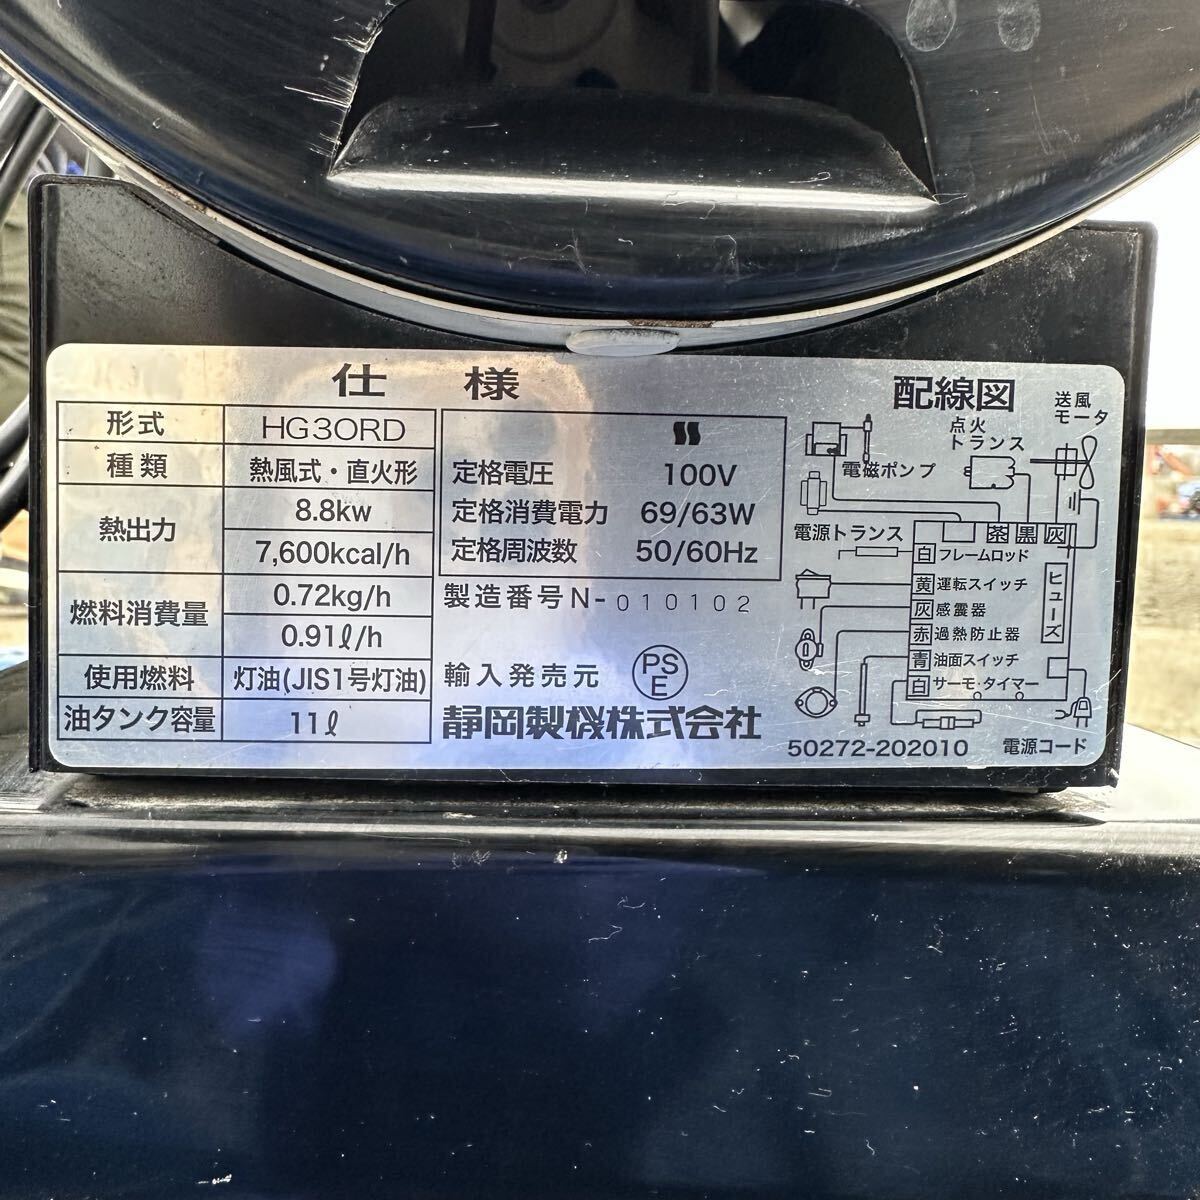 仕様
形式 HG30RD
種類 熱風式・直火形
熱出力 8.8kw
7,600kcal/h
燃料消費量 0.72kg/h
0.91ℓ/h
使用燃料 灯油(JIS1号灯油)
油タンク容量 11ℓ
定格電圧 100V
定格消費電力 69/63W
定格周波数 50/60Hz
製造番号 N-010102
輸入発売元
PS
E
静岡製機株式会社
配線図
送風
モータ
点火
トランス
電磁ポンプ
電源トランス
茶 黒 灰
白 フレームロッド
黄 運転スイッチ
灰 感震器
赤 過熱防止器
青 油面スイッチ
白 サーモ・タイマー
ヒューズ
50272-202010
電源コード